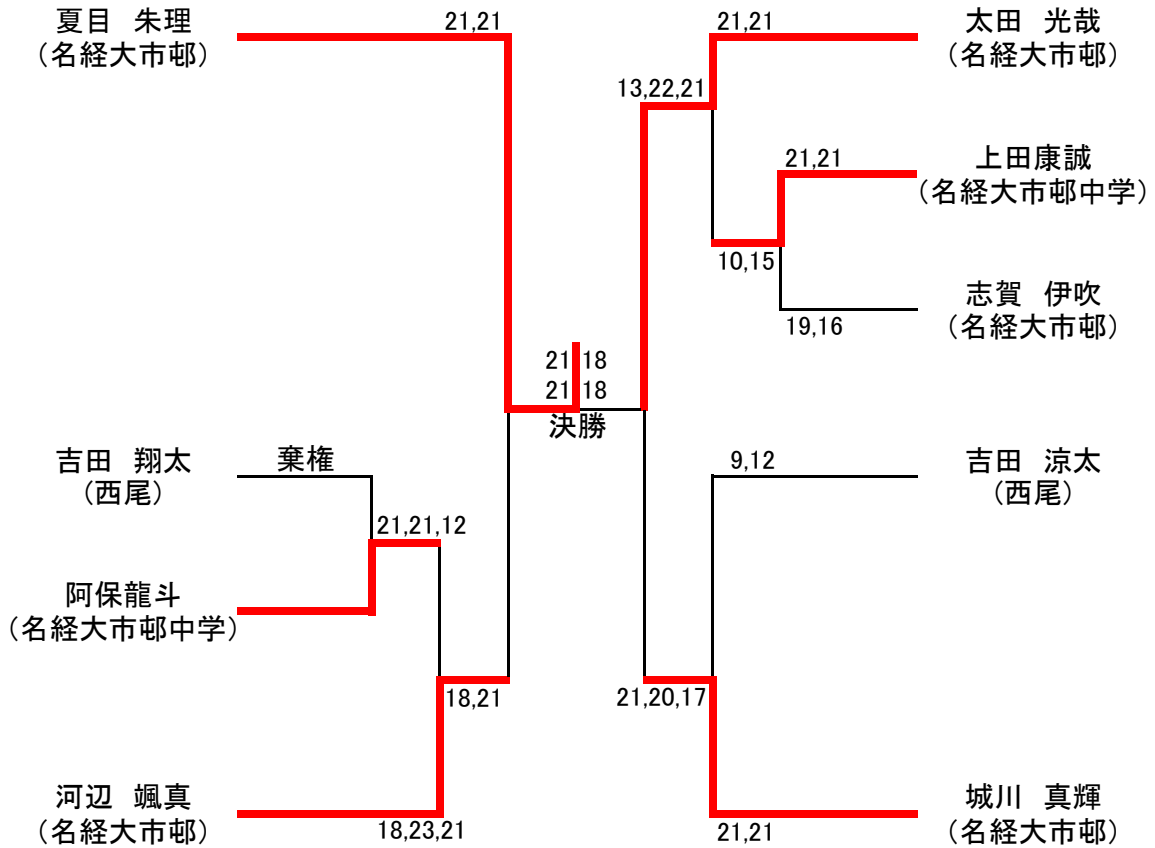 夏目　朱理
（名経大市邨）
21,21
21,21
太田　光哉
（名経大市邨）
13,22,21
21,21
上田康誠
（名経大市邨中学）
10,15
志賀　伊吹
（名経大市邨）
19,16
21 18
21 18
決勝
吉田　翔太
（西尾）
棄権
9,12
吉田　涼太
（西尾）
21,21,12
阿保龍斗
（名経大市邨中学）
18,21
21,20,17
河辺　颯真
（名経大市邨）
18,23,21
21,21
城川　真輝
（名経大市邨）